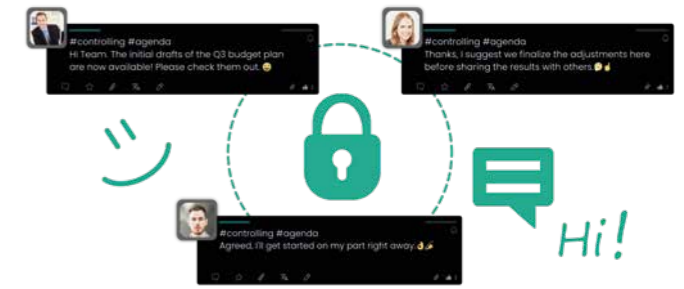 #controlling #agenda
Hi Team. The initial drafts of the Q3 budget plan
are now available! Please check them out. 😀
#controlling #agenda
Thanks, I suggest we finalize the adjustments here
before sharing the results with others.
#controlling #agenda
Agreed, I'll get started on my part right away.
Hi!